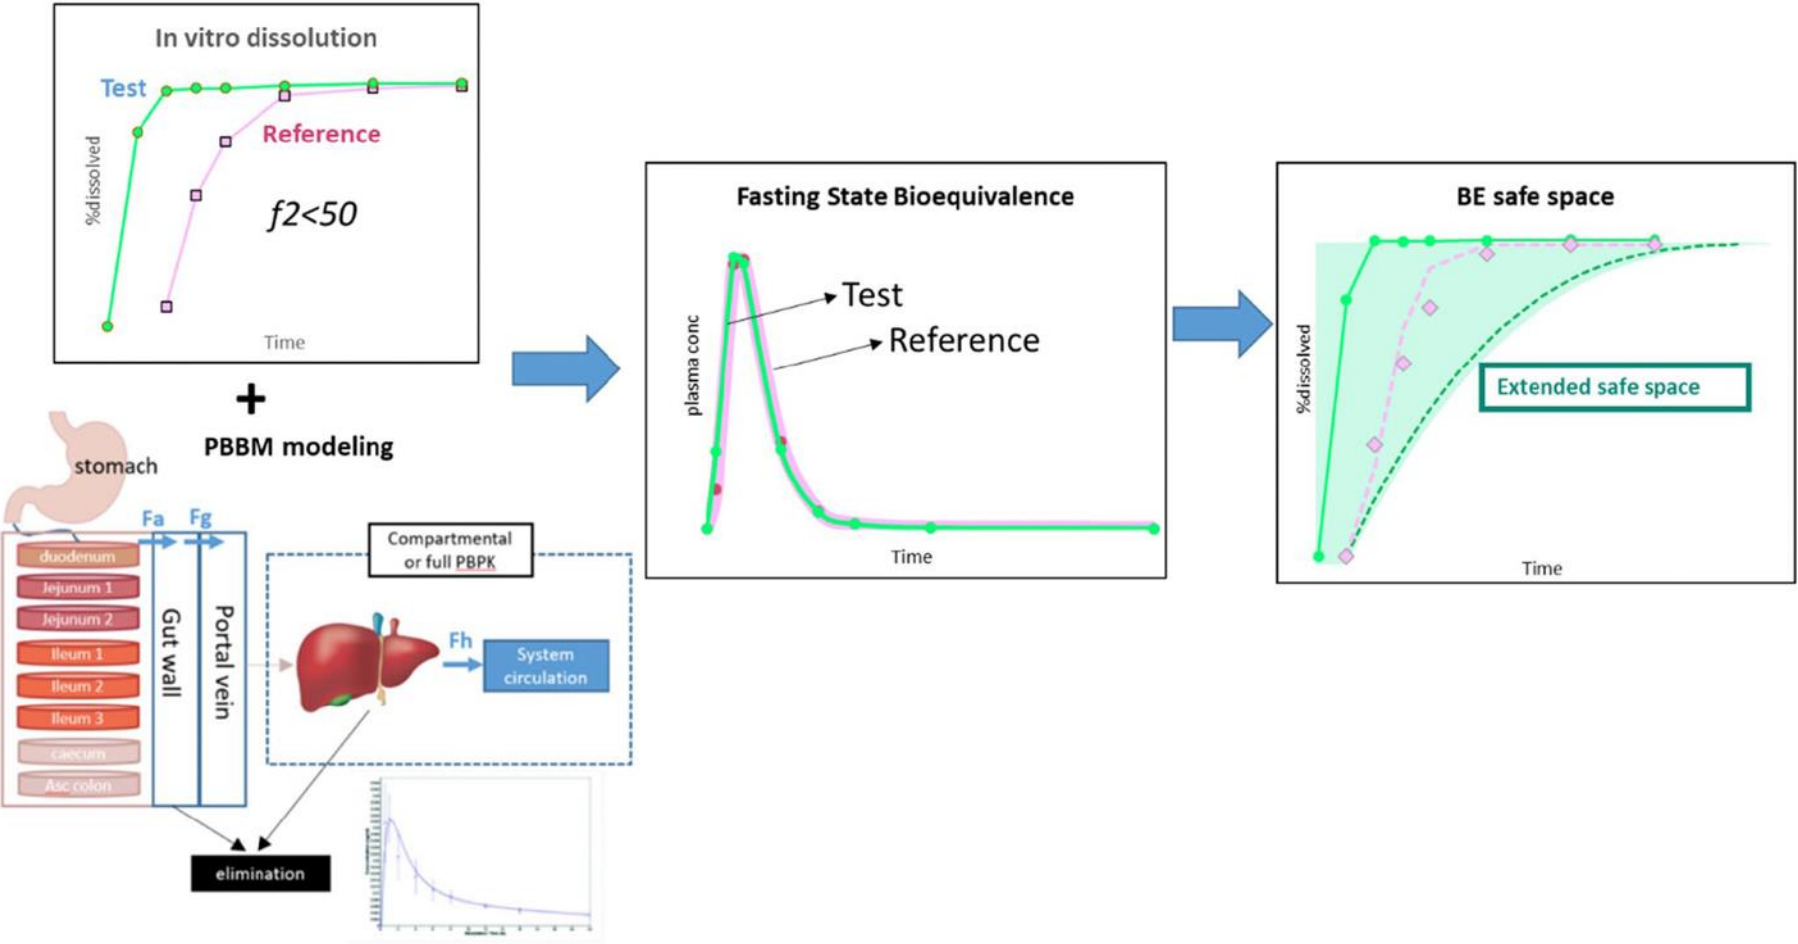 In vitro dissolution
Test
Reference
%dissolved
f2<50
Time
+
PBBM modeling
stomach
Fa
Fg
duodenum
Jejunum 1
Jejunum 2
Ileum 1
Ileum 2
Ileum 3
caecum
Asc colon
Gut wall
Portal vein
Compartmental
or full PBPK
Fh
System
circulation
elimination
Fasting State Bioequivalence
Test
Reference
plasma conc
Time
BE safe space
%dissolved
Extended safe space
Time